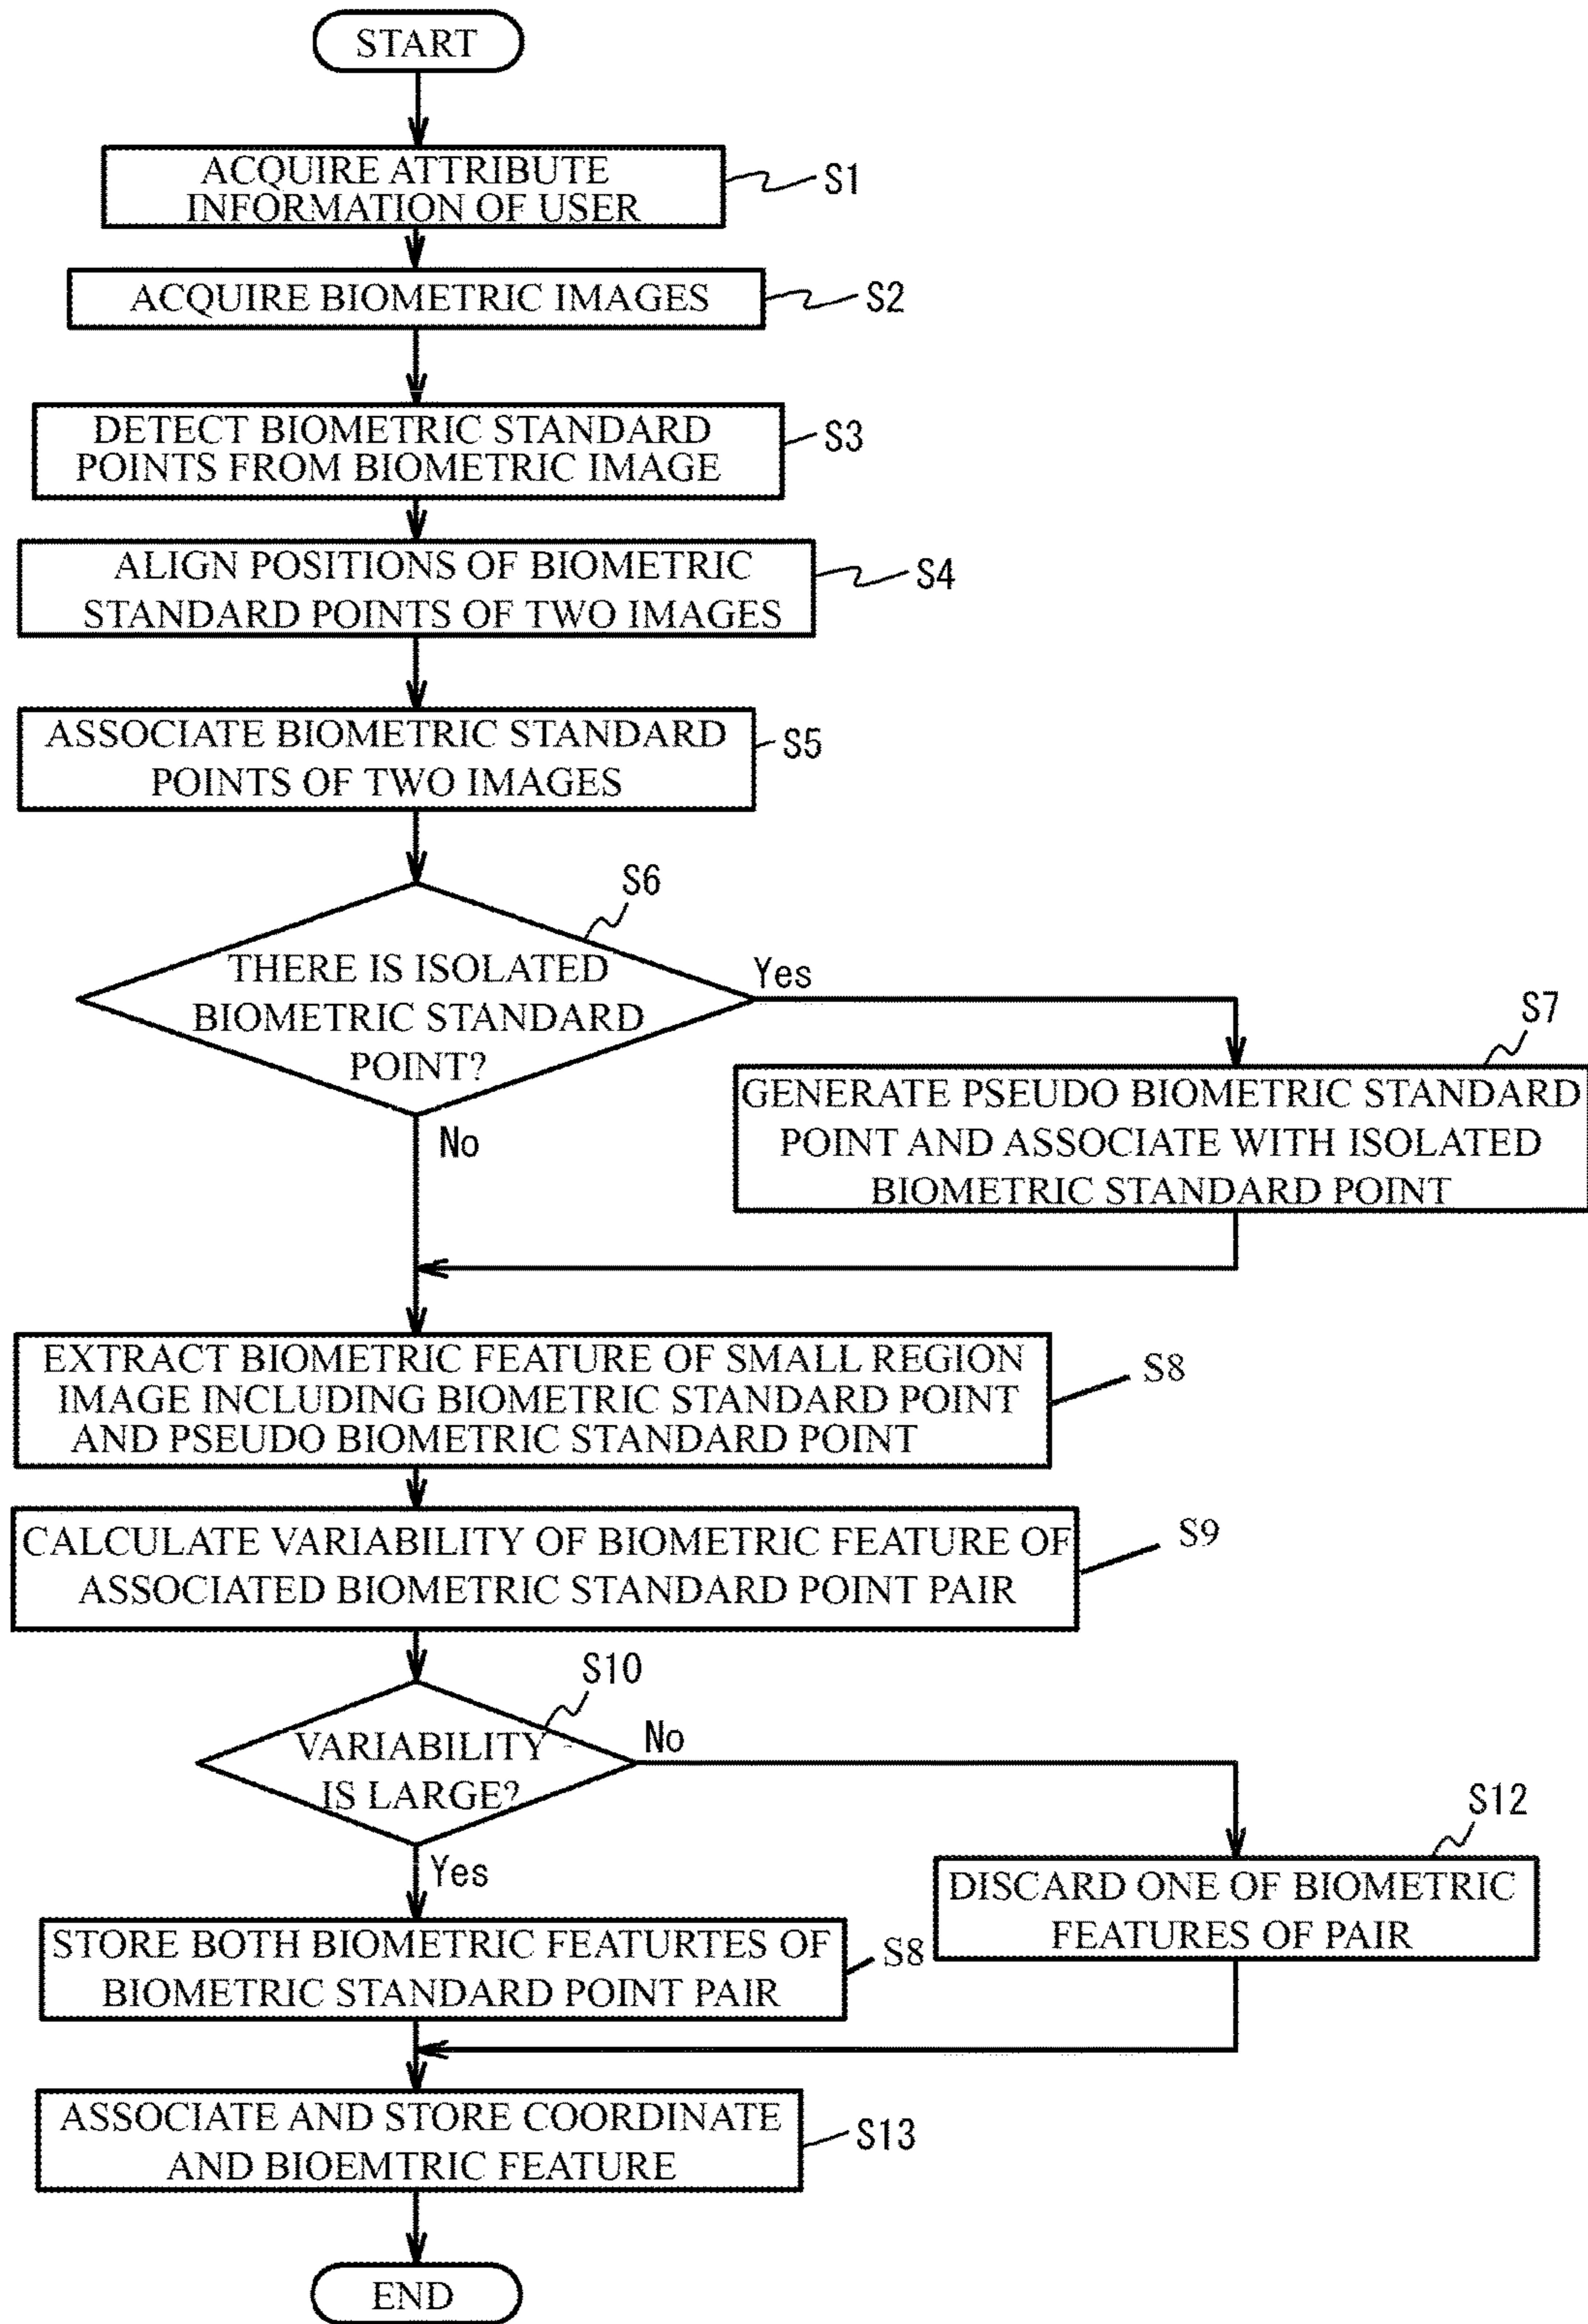 START
ACQUIRE ATTRIBUTE
INFORMATION OF USER
S1
ACQUIRE BIOMETRIC IMAGES
S2
DETECT BIOMETRIC STANDARD
POINTS FROM BIOMETRIC IMAGE
S3
ALIGN POSITIONS OF BIOMETRIC
STANDARD POINTS OF TWO IMAGES
S4
ASSOCIATE BIOMETRIC STANDARD
POINTS OF TWO IMAGES
S5
S6
THERE IS ISOLATED
BIOMETRIC STANDARD
POINT?
Yes
No
S7
GENERATE PSEUDO BIOMETRIC STANDARD
POINT AND ASSOCIATE WITH ISOLATED
BIOMETRIC STANDARD POINT
EXTRACT BIOMETRIC FEATURE OF SMALL REGION
IMAGE INCLUDING BIOMETRIC STANDARD POINT
AND PSEUDO BIOMETRIC STANDARD POINT
S8
CALCULATE VARIABILITY OF BIOMETRIC FEATURE OF
ASSOCIATED BIOMETRIC STANDARD POINT PAIR
S9
S10
VARIABILITY
IS LARGE?
No
Yes
S12
DISCARD ONE OF BIOMETRIC
FEATURES OF PAIR
STORE BOTH BIOMETRIC FEATURTES OF
BIOMETRIC STANDARD POINT PAIR
S8
ASSOCIATE AND STORE COORDINATE
AND BIOEMTRIC FEATURE
S13
END